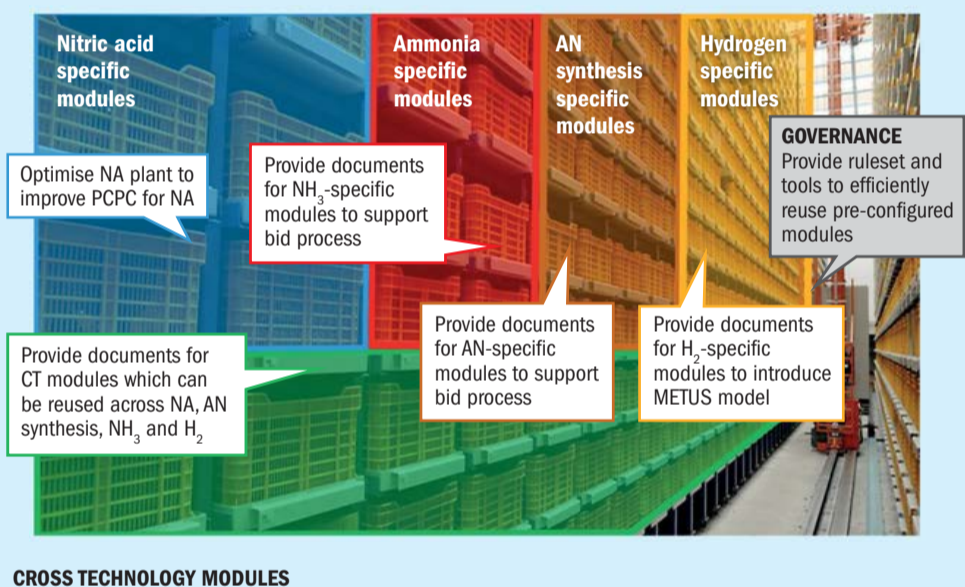 Nitric acid
specific
modules
Ammonia
specific
modules
AN
synthesis
specific
modules
Hydrogen
specific
modules
GOVERNANCE
Provide ruleset and
tools to efficiently
reuse pre-configured
modules
Optimise NA plant to
improve PCPC for NA
Provide documents
for NH₃-specific
modules to support
bid process
Provide documents
for AN-specific
modules to support
bid process
Provide documents
for H₂-specific
modules to introduce
METUS model
Provide documents for
CT modules which can
be reused across NA, AN
synthesis, NH₃ and H₂
CROSS TECHNOLOGY MODULES